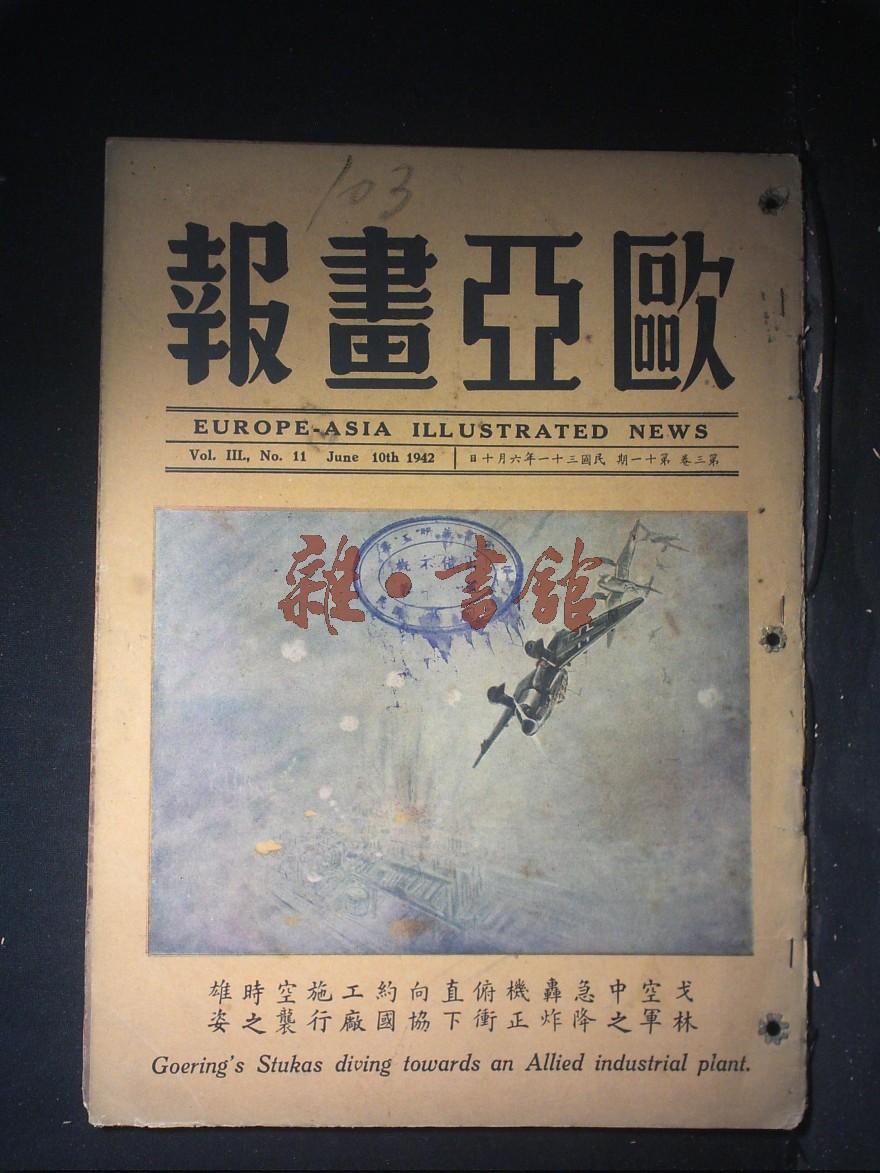 103
歐亞畫報
EUROPE-ASIA ILLUSTRATED NEWS
Vol. III., No. 11 June 10th 1942
第三卷 第十一期 民國三十一年六月十日
雜·書館
戈林空軍中之急降轟炸機正俯衝直下向協約國工廠施行空襲時之雄姿
Goering's Stukas diving towards an Allied industrial plant.